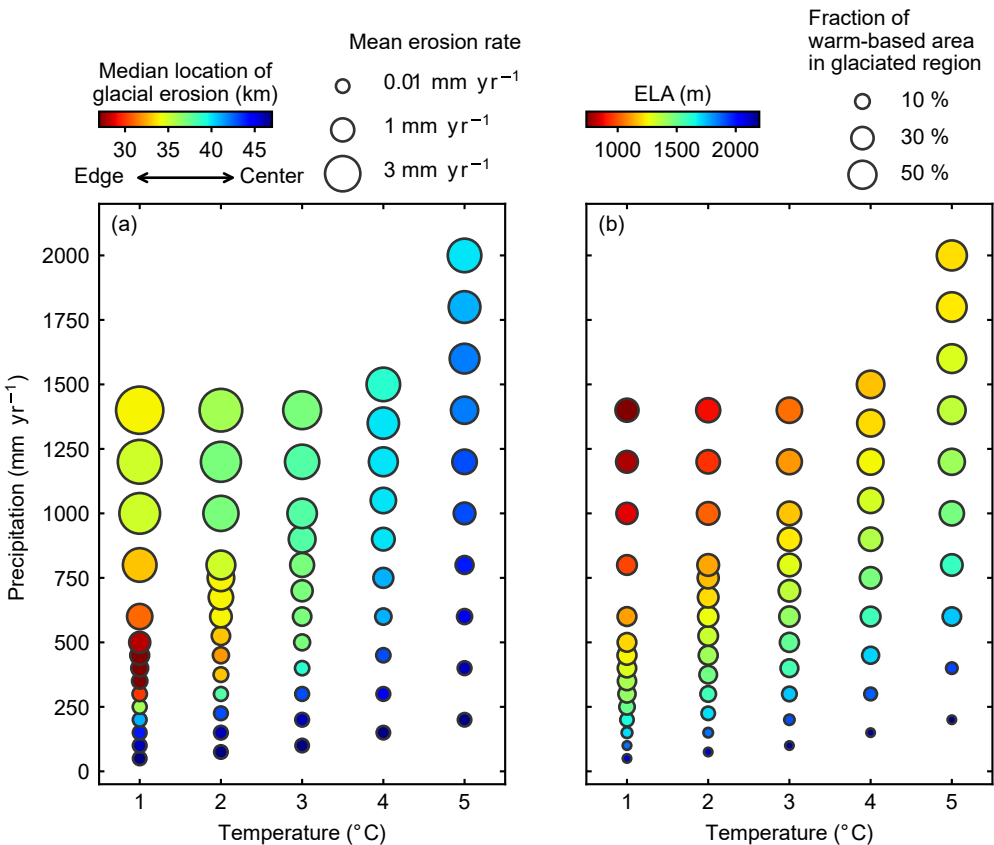 Mean erosion rate
Median location of
glacial erosion (km)
30 35 40 45
Edge Center
0.01 mm yr−1
1 mm yr−1
3 mm yr−1
Fraction of
warm-based area
in glaciated region
ELA (m)
1000 1500 2000
10 %
30 %
50 %
(a)
(b)
Precipitation (mm yr−1)
2000
1750
1500
1250
1000
750
500
250
0
1 2 3 4 5
Temperature (°C)
1 2 3 4 5
Temperature (°C)